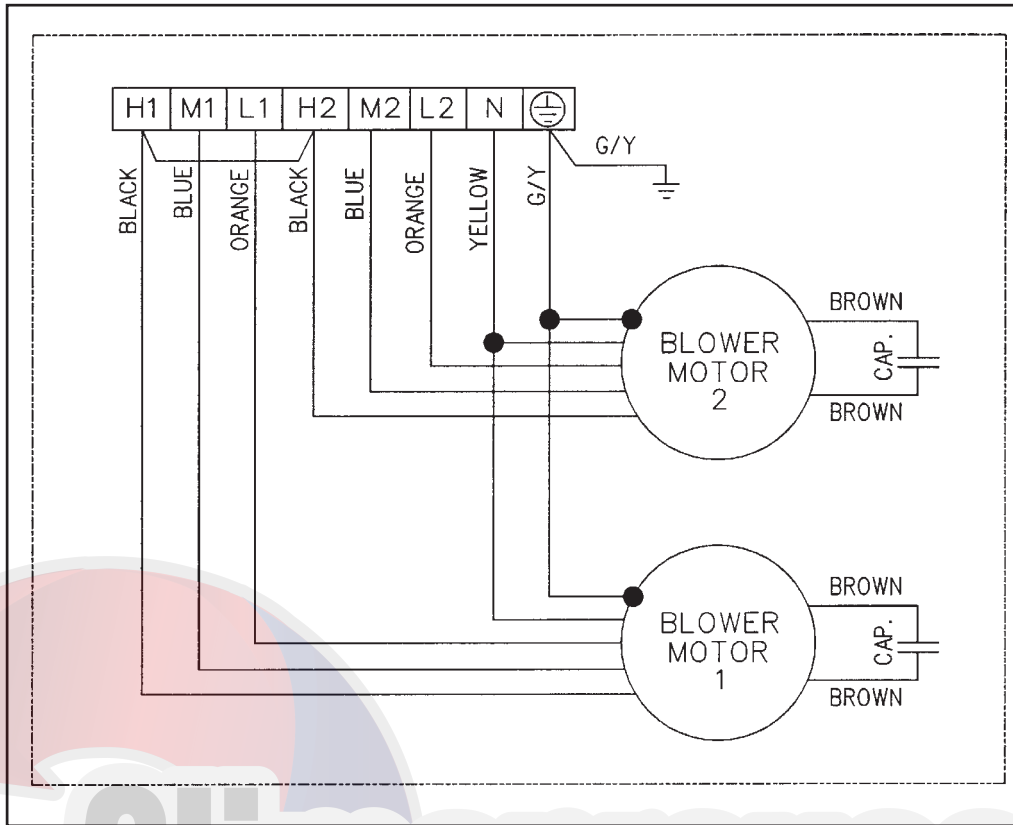 H1 M1 L1 H2 M2 L2 N
G/Y
BLACK
BLUE
ORANGE
BLACK
BLUE
ORANGE
YELLOW
G/Y
BROWN
BLOWER
MOTOR
2
CAP.
BROWN
BROWN
BLOWER
MOTOR
1
CAP.
BROWN